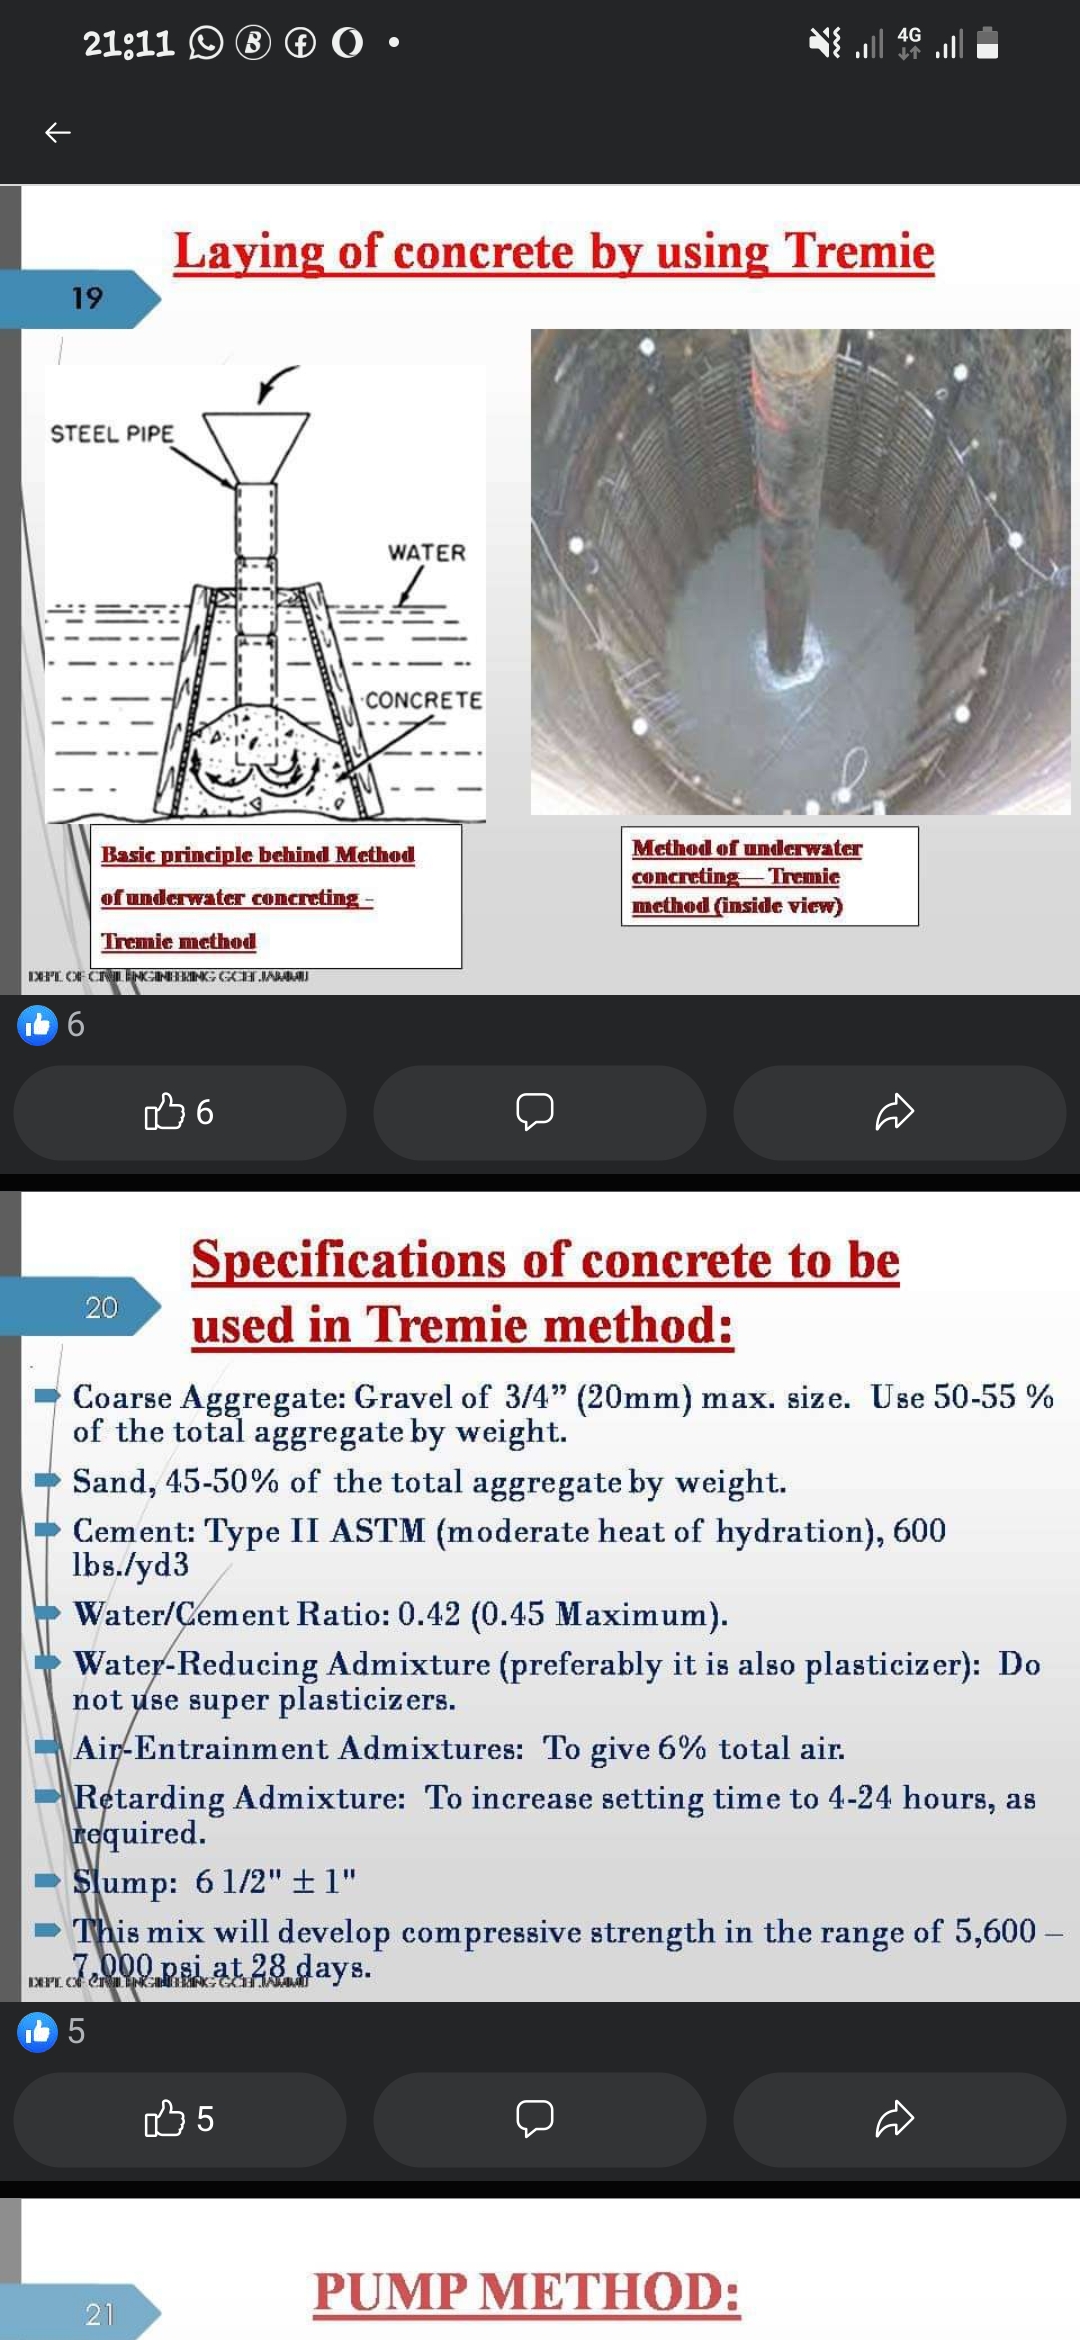 21:11
4G
Laying of concrete by using Tremie
19
STEEL PIPE
WATER
CONCRETE
Basic principle behind Method
of underwater concreting -
Tremie method
Method of underwater
concreting— Tremie
method (inside view)
DEPT. OF CIVIL ENGINEERING GCET JAMMU
6
6
Specifications of concrete to be
used in Tremie method:
20
Coarse Aggregate: Gravel of 3/4” (20mm) max. size. Use 50-55 %
of the total aggregate by weight.
Sand, 45-50% of the total aggregate by weight.
Cement: Type II ASTM (moderate heat of hydration), 600
lbs./yd3
Water/Cement Ratio: 0.42 (0.45 Maximum).
Water-Reducing Admixture (preferably it is also plasticizer): Do
not use super plasticizers.
Air-Entrainment Admixtures: To give 6% total air.
Retarding Admixture: To increase setting time to 4-24 hours, as
required.
Slump: 6 1/2" ± 1"
This mix will develop compressive strength in the range of 5,600 –
7,000 psi at 28 days.
DEPT. OF CIVIL ENGINEERING GCET JAMMU
5
5
PUMP METHOD:
21